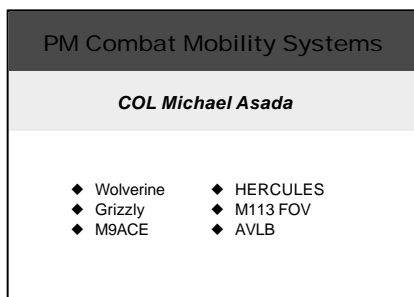 PM Combat Mobility Systems
COL Michael Asada
◆ Wolverine ◆ HERCULES
◆ Grizzly ◆ M113 FOV
◆ M9ACE ◆ AVLB